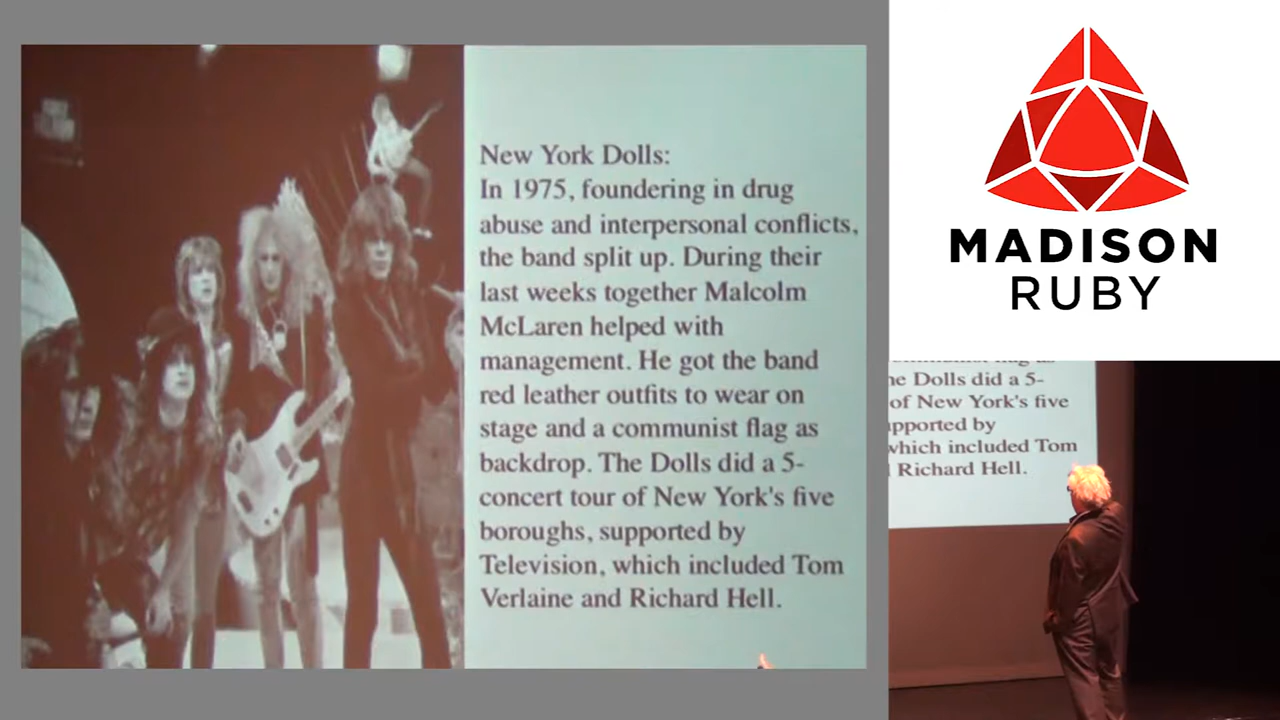 New York Dolls:
In 1975, foundering in drug
abuse and interpersonal conflicts,
the band split up. During their
last weeks together Malcolm
McLaren helped with
management. He got the band
red leather outfits to wear on
stage and a communist flag as
backdrop. The Dolls did a 5-
concert tour of New York's five
boroughs, supported by
Television, which included Tom
Verlaine and Richard Hell.
MADISON
RUBY
Dolls did a 5-
of New York's five
which included Tom
Richard Hell.